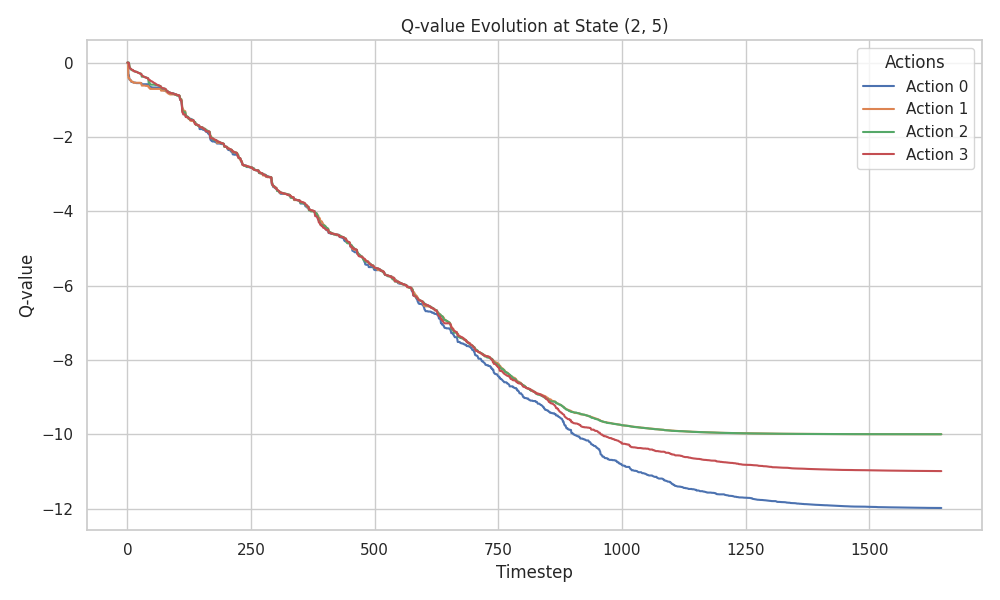 Q-value Evolution at State (2, 5)
Actions
Action 0
Action 1
Action 2
Action 3
Q-value
0
−2
−4
−6
−8
−10
−12
0 250 500 750 1000 1250 1500
Timestep